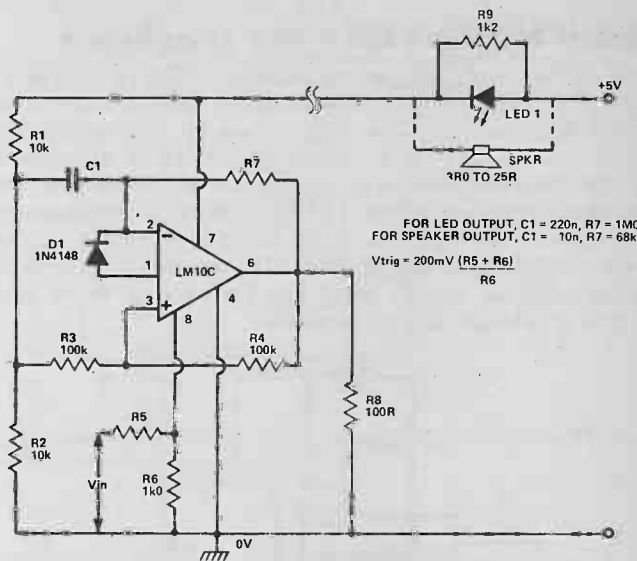 R9
1k2
+5V
LED 1
SPKR
3R0 TO 25R
R1
10k
C1
R7
FOR LED OUTPUT, C1 = 220n, R7 = 1M0
FOR SPEAKER OUTPUT, C1 = 10n, R7 = 68k
Vtrig = 200mV (R5 + R6)
R6
D1
1N4148
2
−
7
1
LM10C
6
3
+
4
8
R3
100k
R4
100k
R8
100R
R5
R2
10k
Vin
R6
1k0
0V